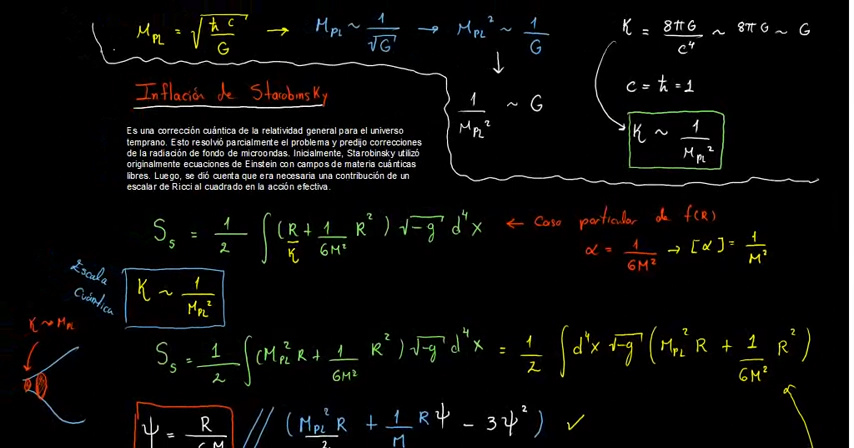 M_PL = √(ħc/G) → M_PL ~ 1/√G → M_PL² ~ 1/G
↓
1/M_PL² ~ G
K = 8πG/c⁴ ~ 8πG ~ G
c = ħ = 1
K ~ 1/M_PL²
Inflación de Starobinsky
Es una corrección cuántica de la relatividad general para el universo
temprano. Esto resolvió parcialmente el problema y predijo correcciones
de la radiación de fondo de microondas. Inicialmente, Starobinsky utilizó
originalmente ecuaciones de Einstein con campos de materia cuánticas
libres. Luego, se dió cuenta que era necesaria una contribución de un
escalar de Ricci al cuadrado en la acción efectiva.
S_s = 1/2 ∫ (R/K + 1/6M² R²) √-g d⁴x ← Caso particular de f(R)
α = 1/6M² → [α] = 1/M²
Escala
Cuántica
K ~ 1/M_PL²
K ~ M_PL
S_s = 1/2 ∫ (M_PL² R + 1/6M² R²) √-g d⁴x = 1/2 ∫ d⁴x √-g (M_PL² R + 1/6M² R²)
Ψ = R/ // (M_PL² R/2 + 1/M RΨ - 3Ψ²) ✓